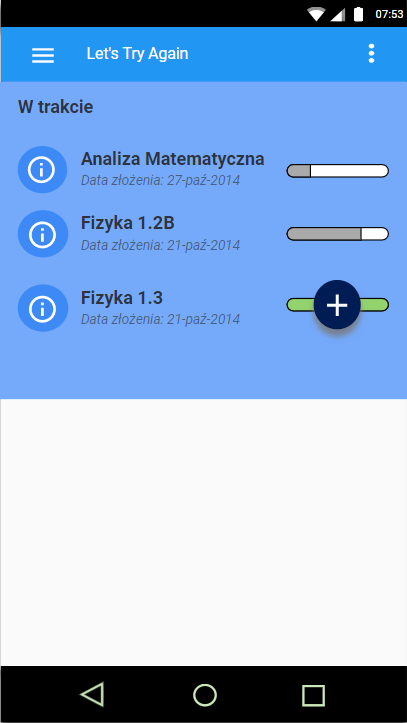 07:53
Let's Try Again
W trakcie
Analiza Matematyczna
Data złożenia: 27-paź-2014
Fizyka 1.2B
Data złożenia: 21-paź-2014
Fizyka 1.3
Data złożenia: 21-paź-2014